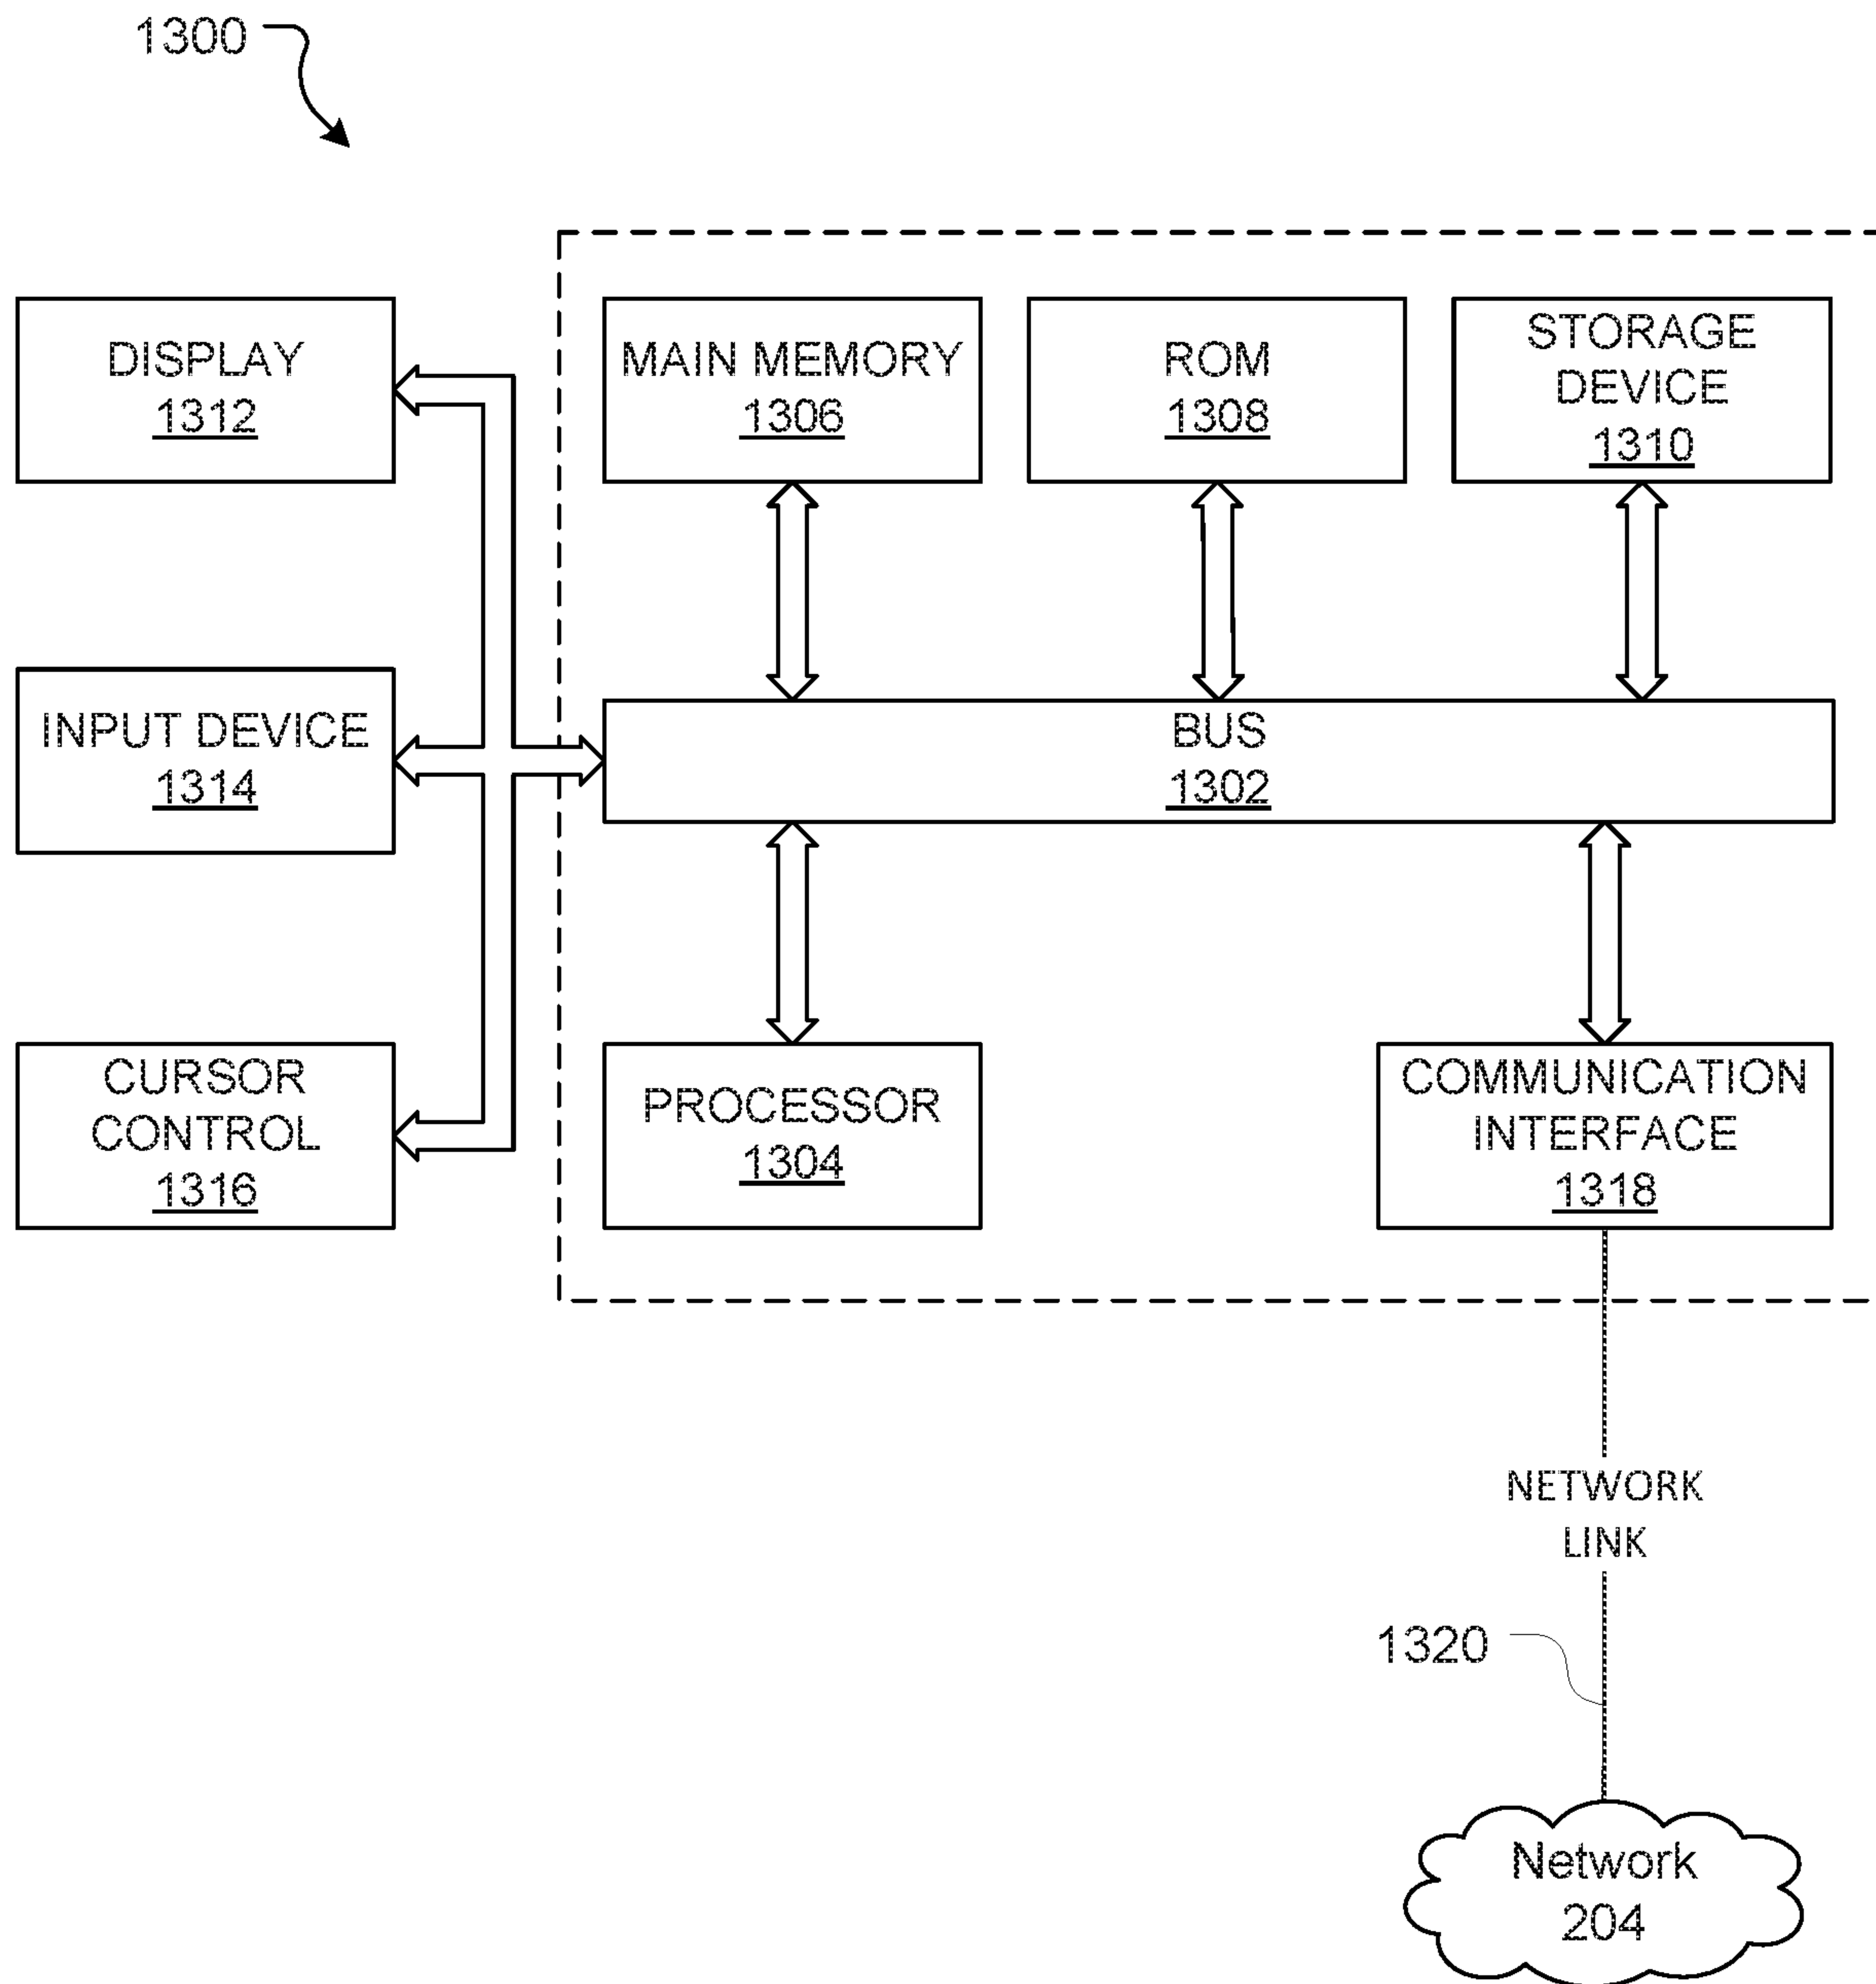 1300
DISPLAY
1312
MAIN MEMORY
1306
ROM
1308
STORAGE
DEVICE
1310
INPUT DEVICE
1314
BUS
1302
CURSOR
CONTROL
1316
PROCESSOR
1304
COMMUNICATION
INTERFACE
1318
NETWORK
LINK
1320
Network
204